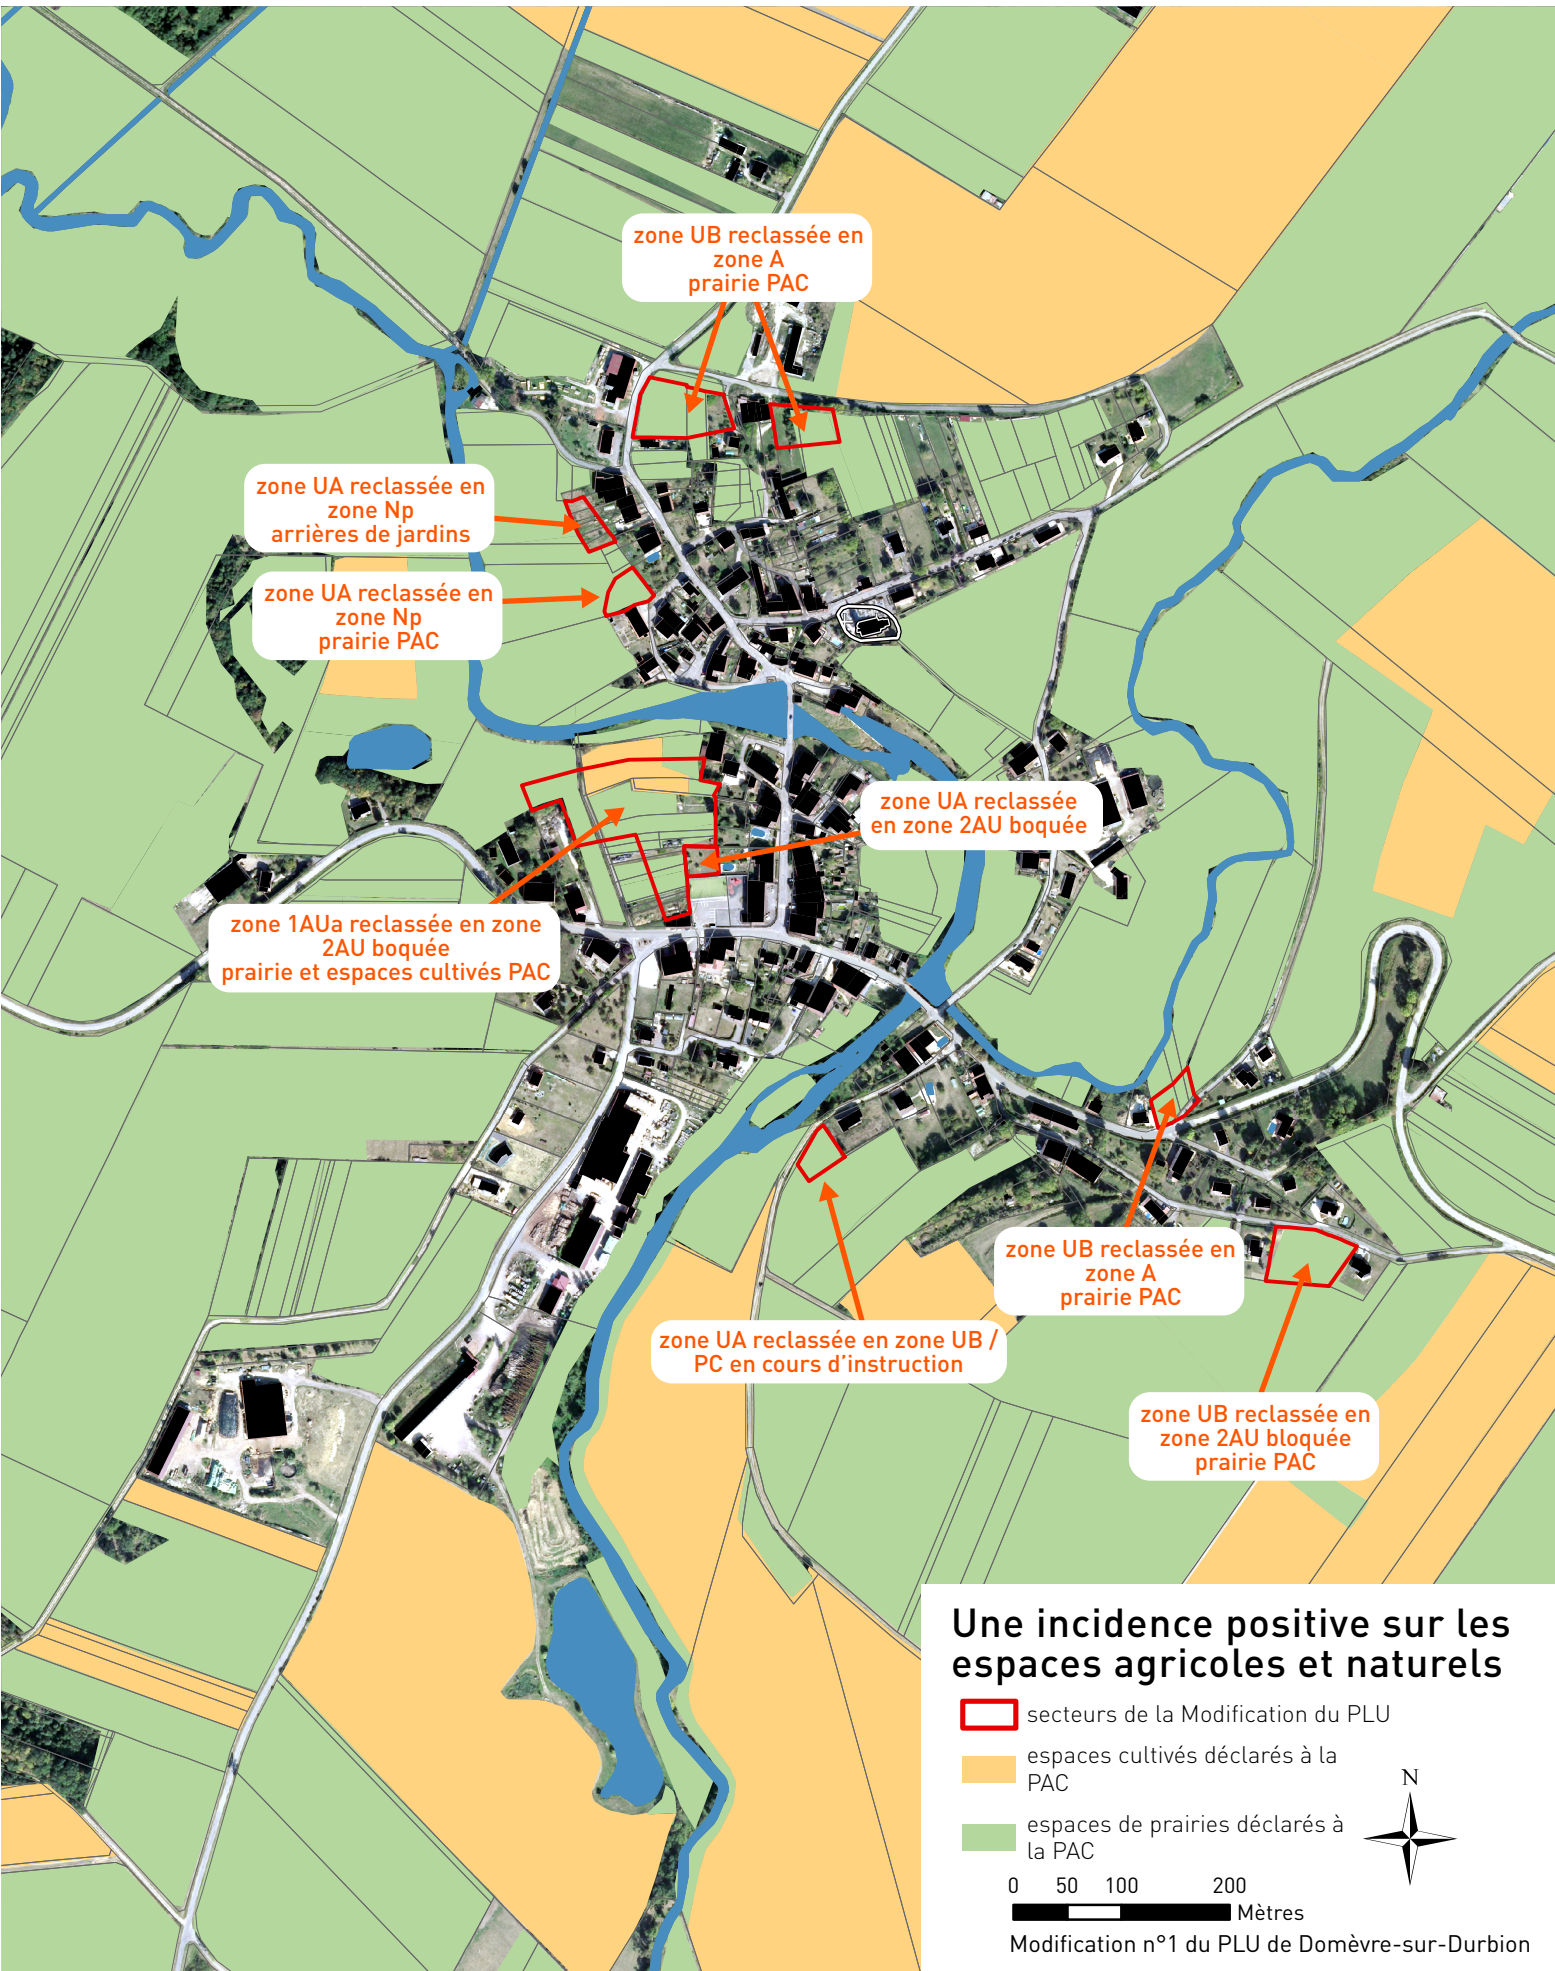 zone UB reclassée en
zone A
prairie PAC
zone UA reclassée en
zone Np
arrières de jardins
zone UA reclassée en
zone Np
prairie PAC
zone UA reclassée
en zone 2AU boquée
zone 1AUa reclassée en zone
2AU boquée
prairie et espaces cultivés PAC
zone UB reclassée en
zone A
prairie PAC
zone UA reclassée en zone UB /
PC en cours d'instruction
zone UB reclassée en
zone 2AU bloquée
prairie PAC
Une incidence positive sur les
espaces agricoles et naturels
secteurs de la Modification du PLU
espaces cultivés déclarés à la
PAC
N
espaces de prairies déclarés à
la PAC
0 50 100 200
Mètres
Modification n°1 du PLU de Domèvre-sur-Durbion